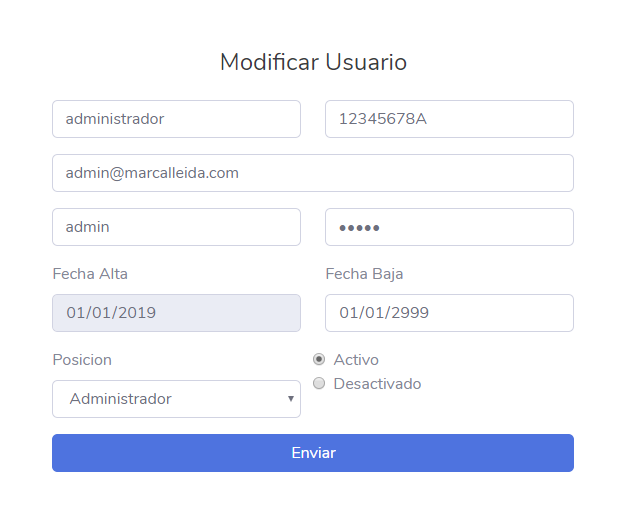 Modificar Usuario
administrador 12345678A
admin@marcalleida.com
admin •••••
Fecha Alta Fecha Baja
01/01/2019 01/01/2999
Posicion Activo
Desactivado
Administrador
Enviar